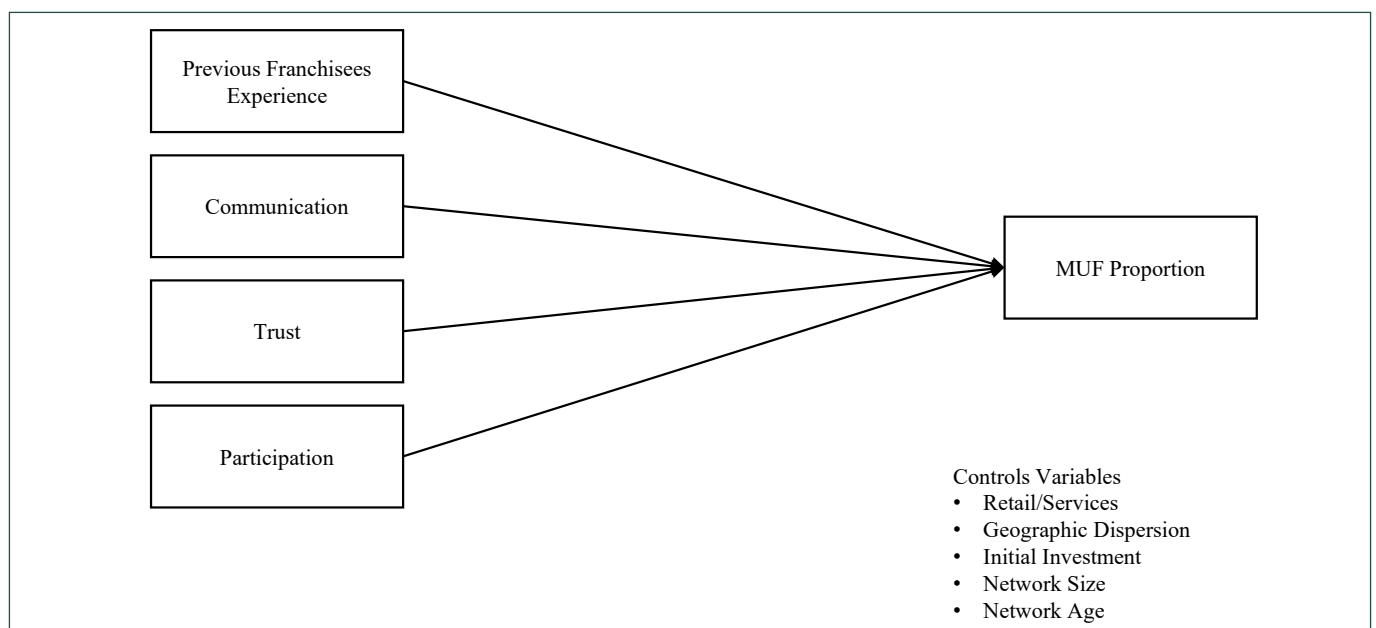 Previous Franchisees
Experience
Communication
Trust
Participation
MUF Proportion
Controls Variables
• Retail/Services
• Geographic Dispersion
• Initial Investment
• Network Size
• Network Age